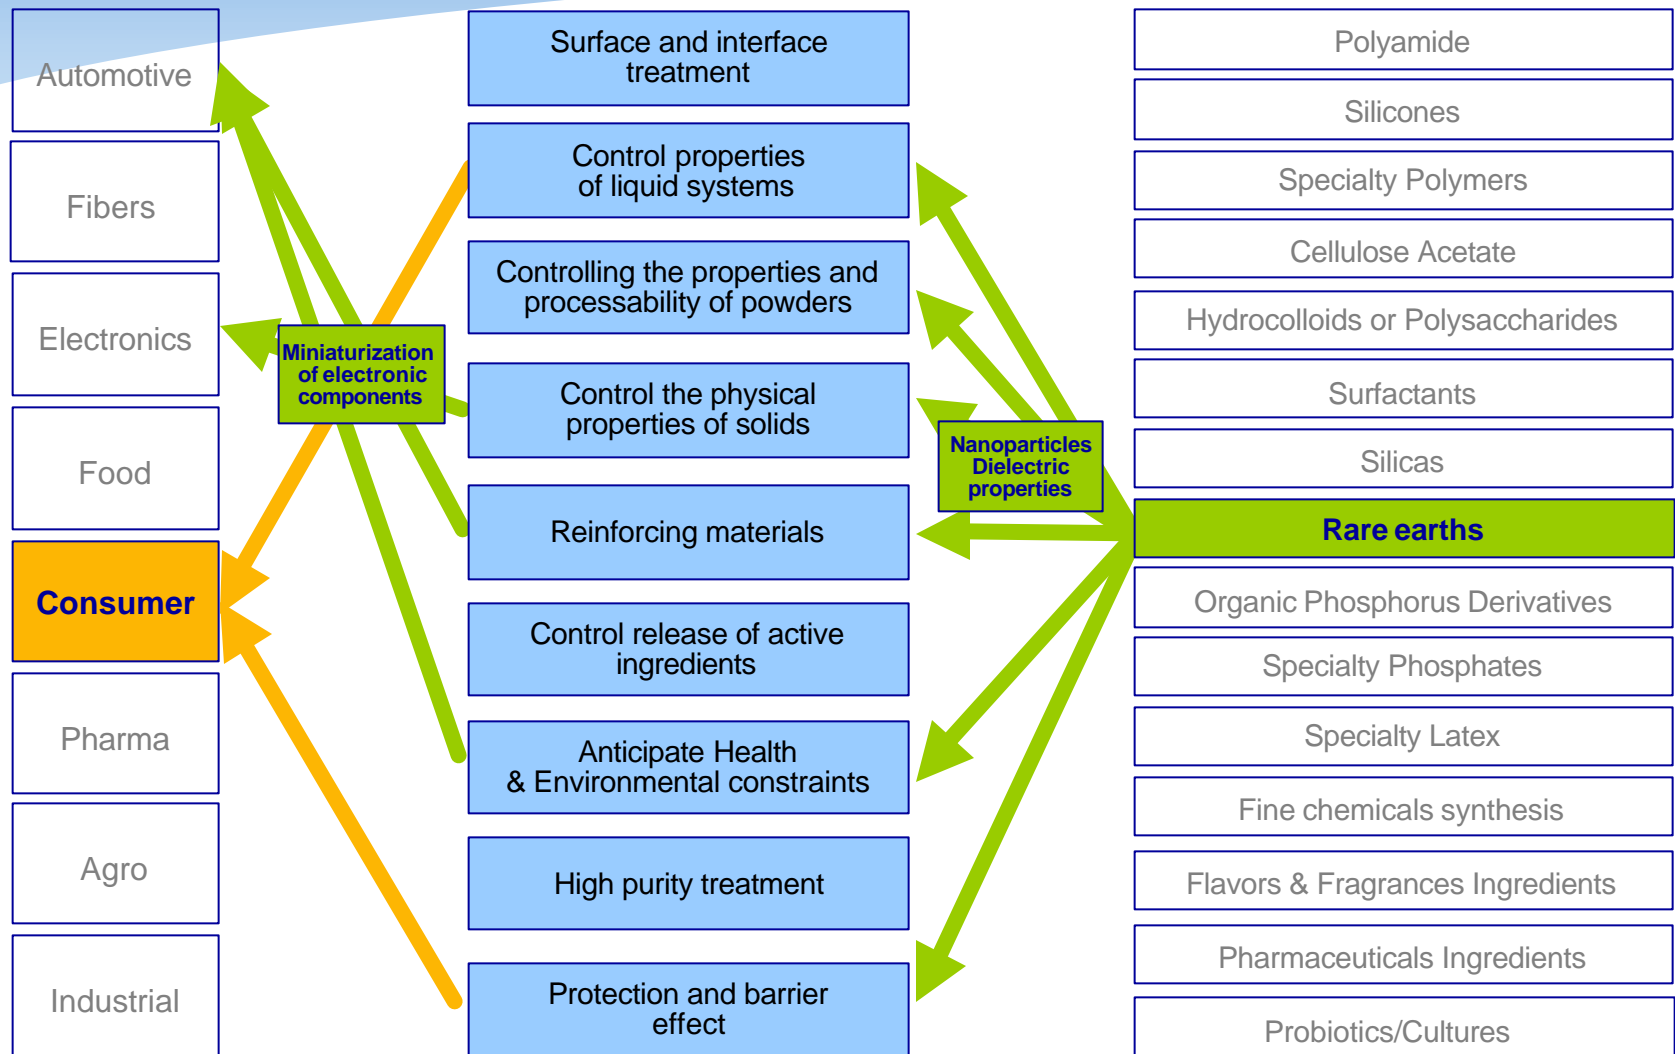 Automotive
Fibers
Electronics
Food
Consumer
Pharma
Agro
Industrial
Miniaturization
of electronic
components
Surface and interface
treatment
Control properties
of liquid systems
Controlling the properties and
processability of powders
Control the physical
properties of solids
Reinforcing materials
Control release of active
ingredients
Anticipate Health
& Environmental constraints
High purity treatment
Protection and barrier
effect
Nanoparticles
Dielectric
properties
Polyamide
Silicones
Specialty Polymers
Cellulose Acetate
Hydrocolloids or Polysaccharides
Surfactants
Silicas
Rare earths
Organic Phosphorus Derivatives
Specialty Phosphates
Specialty Latex
Fine chemicals synthesis
Flavors & Fragrances Ingredients
Pharmaceuticals Ingredients
Probiotics/Cultures